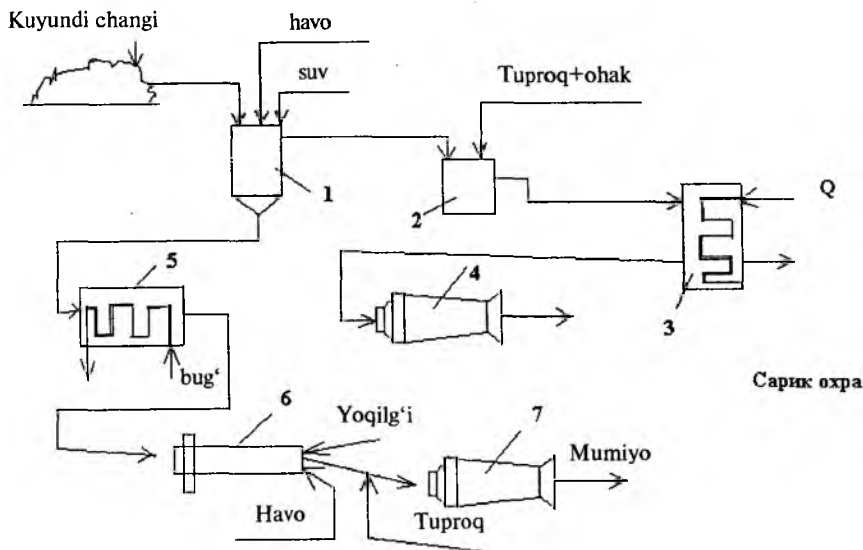 Kuyundi changi
havo
suv
Tuproq+ohak
1
2
Q
3
5
4
bug‘
Сарик охра
6
Yoqilg‘i
7
Mumiyo
Havo
Tuproq